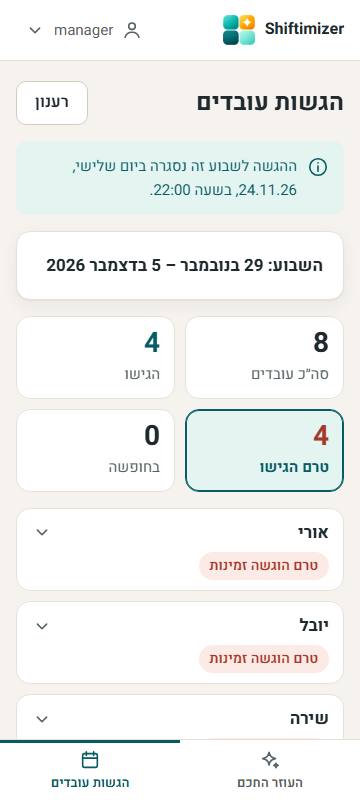 Shiftimizer
manager
הגשות עובדים
רענון
ההגשה לשבוע זה נסגרה ביום שלישי,
24.11.26, בשעה 22:00.
השבוע: 29 בנובמבר – 5 בדצמבר 2026
8
סה״כ עובדים
4
הגישו
4
טרם הגישו
0
בחופשה
אורי
טרם הוגשה זמינות
יובל
טרם הוגשה זמינות
שירה
העוזר החכם
הגשות עובדים